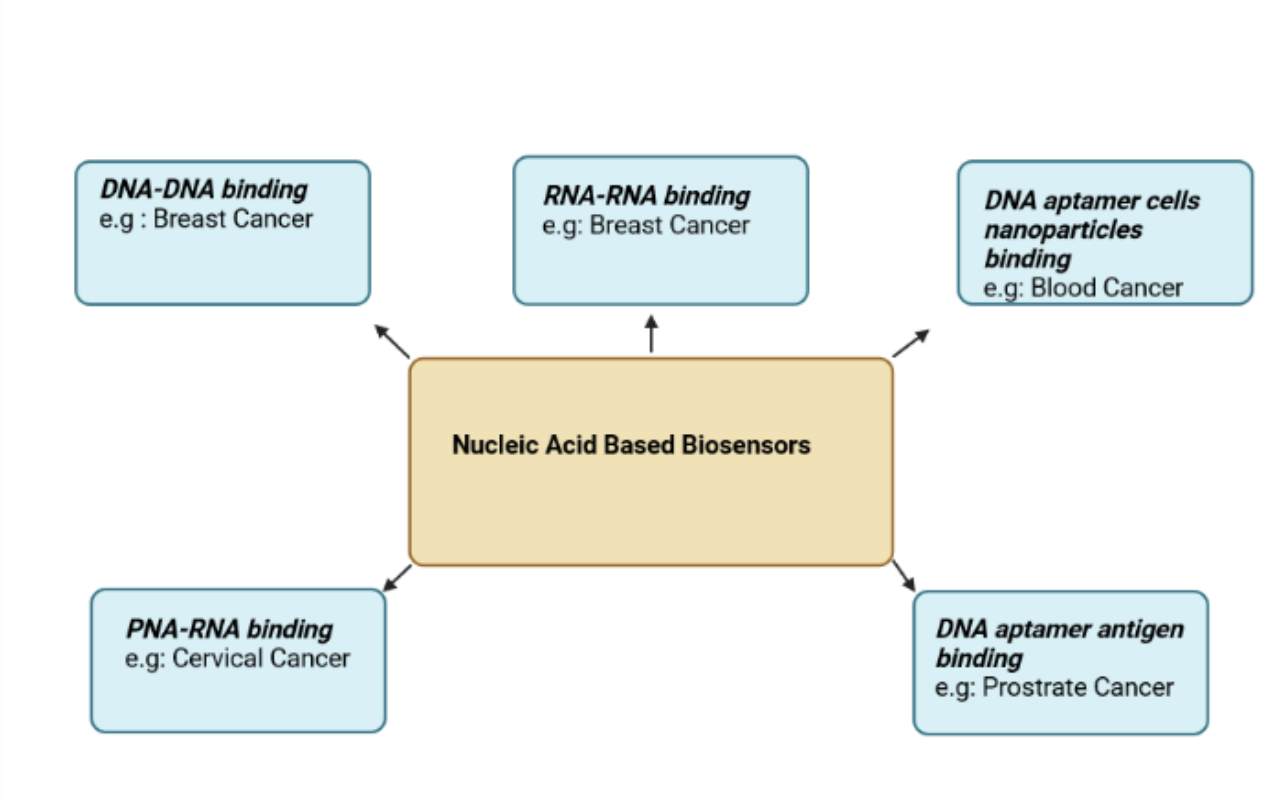 DNA-DNA binding
e.g : Breast Cancer
RNA-RNA binding
e.g: Breast Cancer
DNA aptamer cells
nanoparticles
binding
e.g: Blood Cancer
Nucleic Acid Based Biosensors
PNA-RNA binding
e.g: Cervical Cancer
DNA aptamer antigen
binding
e.g: Prostrate Cancer